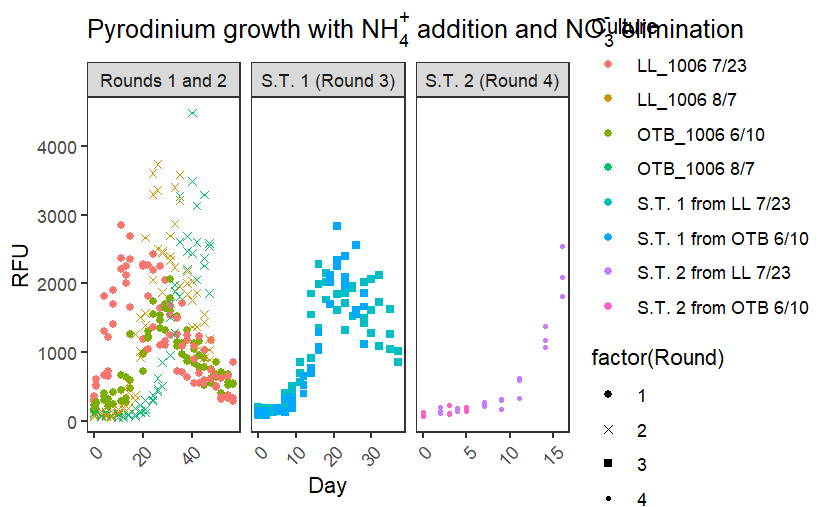 Pyrodinium growth with NH₄⁺ addition and NO₃⁻ elimination
Culture
Rounds 1 and 2
S.T. 1 (Round 3)
S.T. 2 (Round 4)
LL_1006 7/23
LL_1006 8/7
OTB_1006 6/10
OTB_1006 8/7
S.T. 1 from LL 7/23
S.T. 1 from OTB 6/10
S.T. 2 from LL 7/23
S.T. 2 from OTB 6/10
factor(Round)
1
2
3
4
RFU
4000
3000
2000
1000
0
0 20 40
0 10 20 30
0 5 10 15
Day